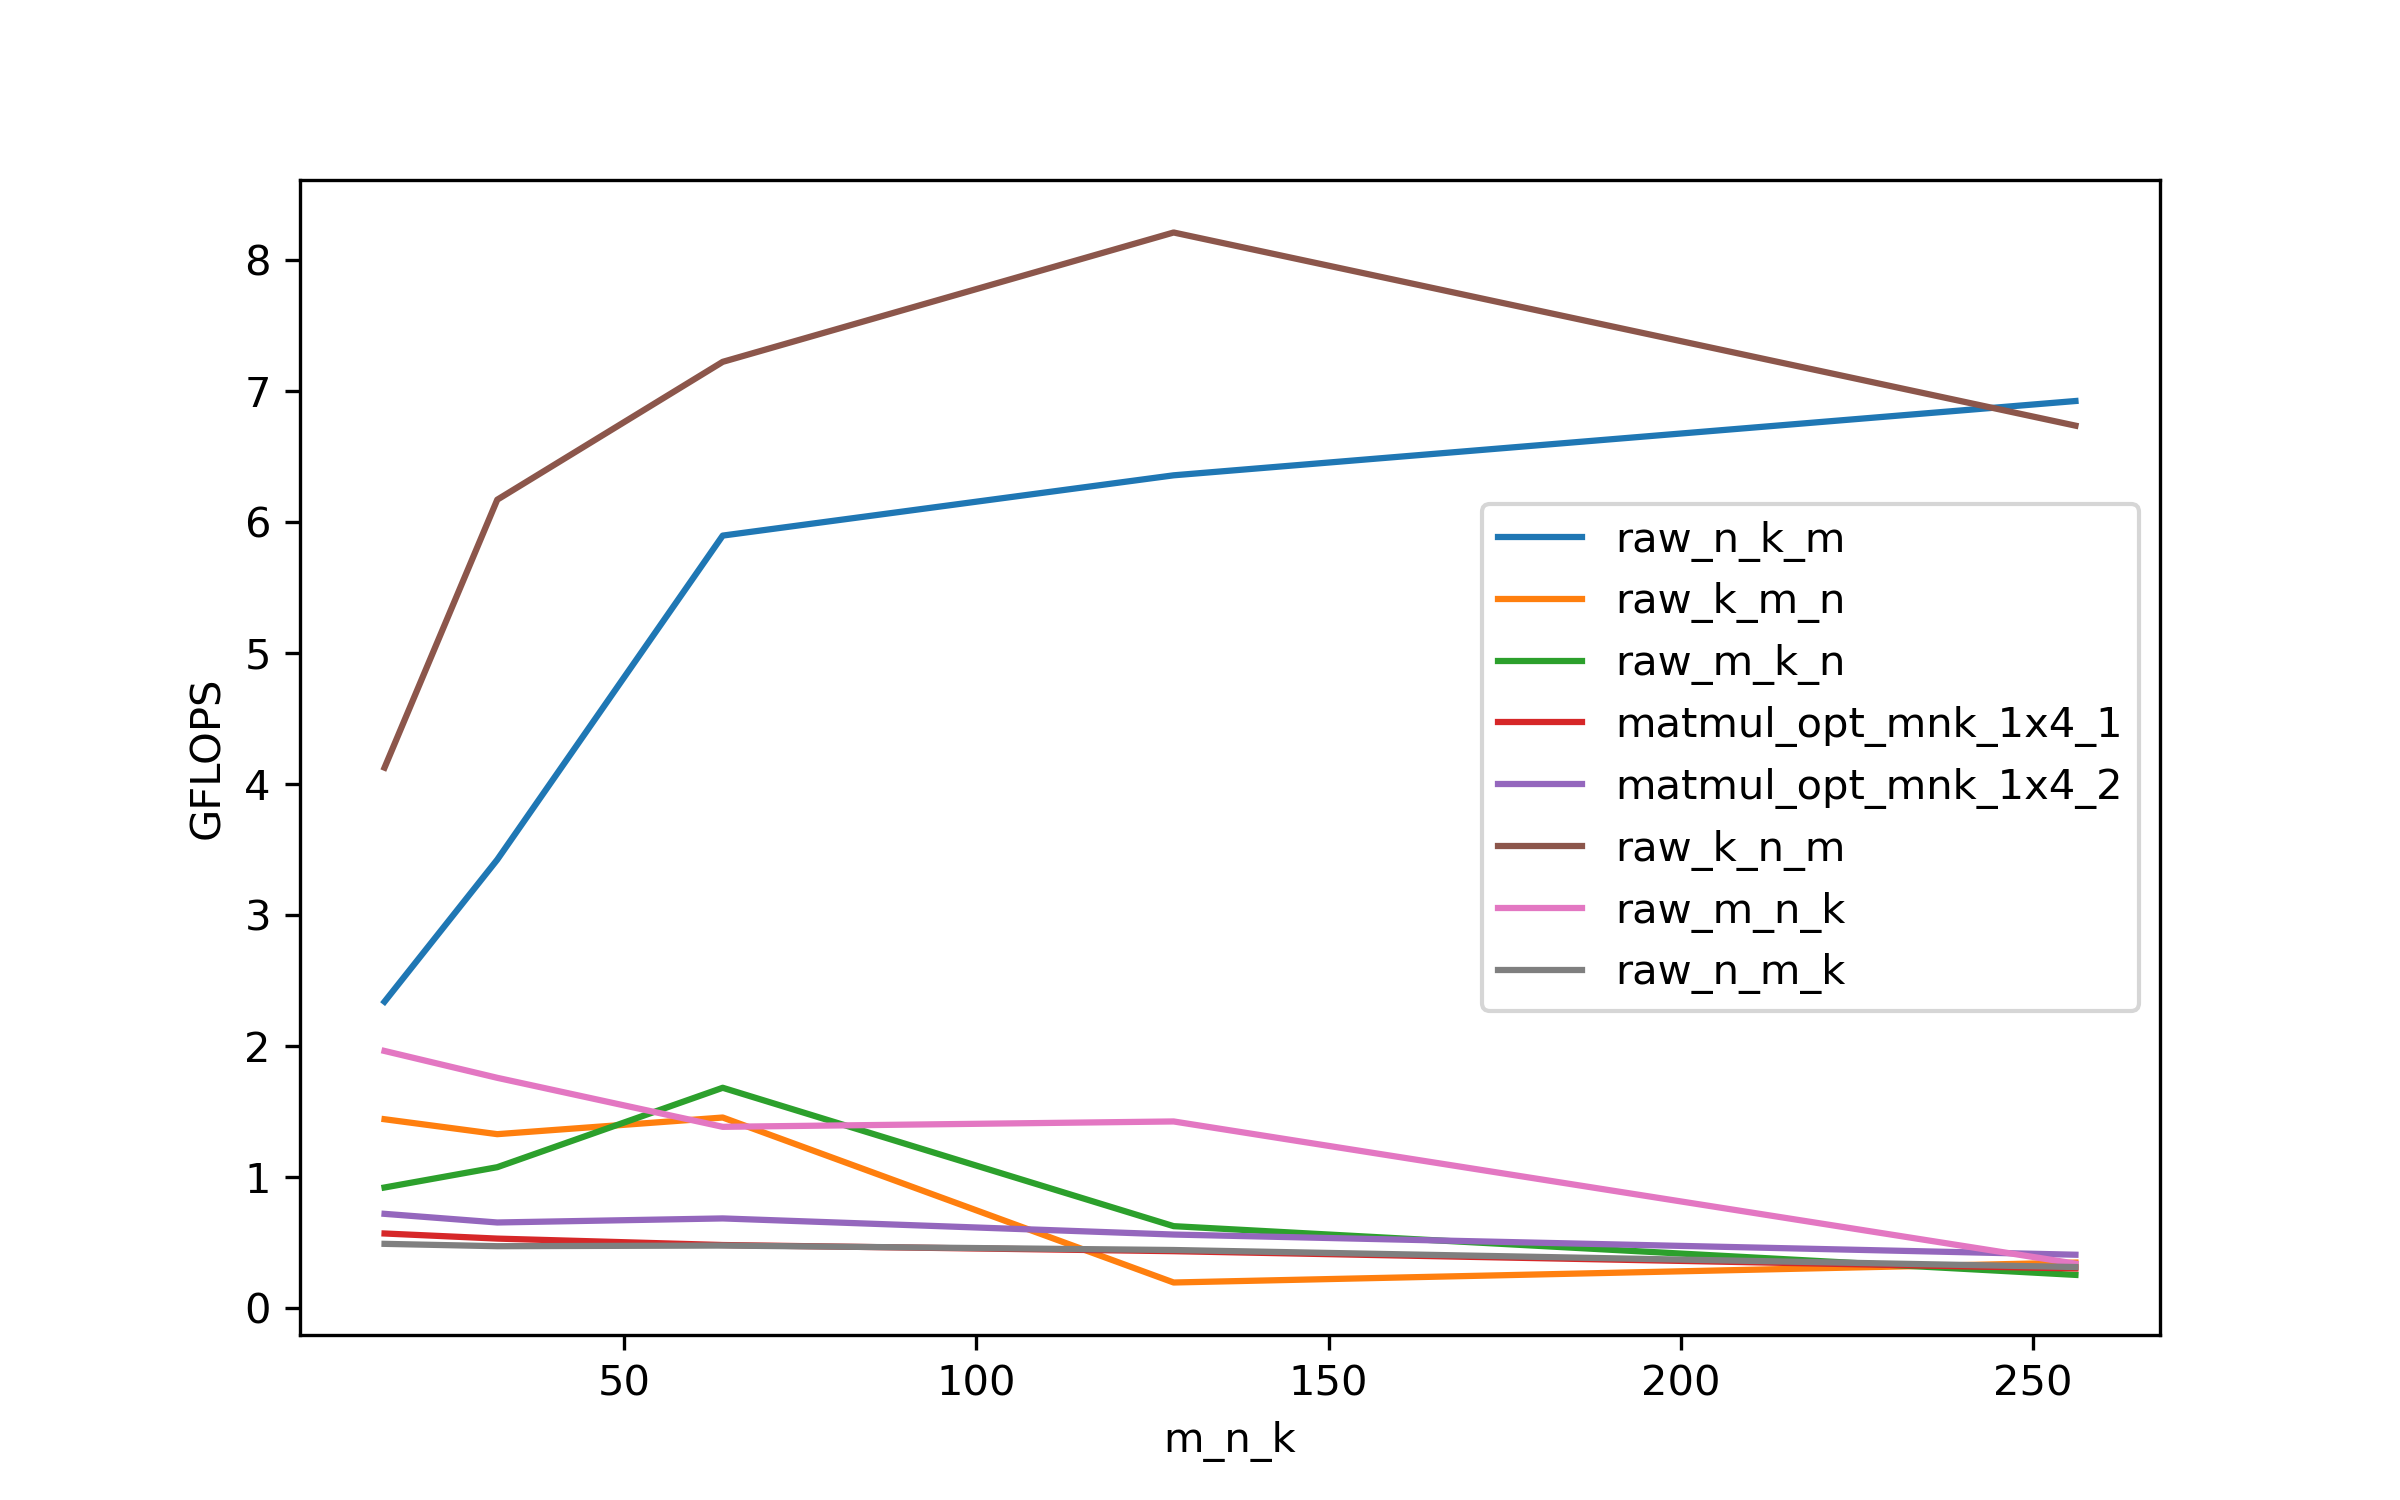 8
7
6
5
4
3
2
1
0
GFLOPS
raw_n_k_m
raw_k_m_n
raw_m_k_n
matmul_opt_mnk_1x4_1
matmul_opt_mnk_1x4_2
raw_k_n_m
raw_m_n_k
raw_n_m_k
50 100 150 200 250
m_n_k